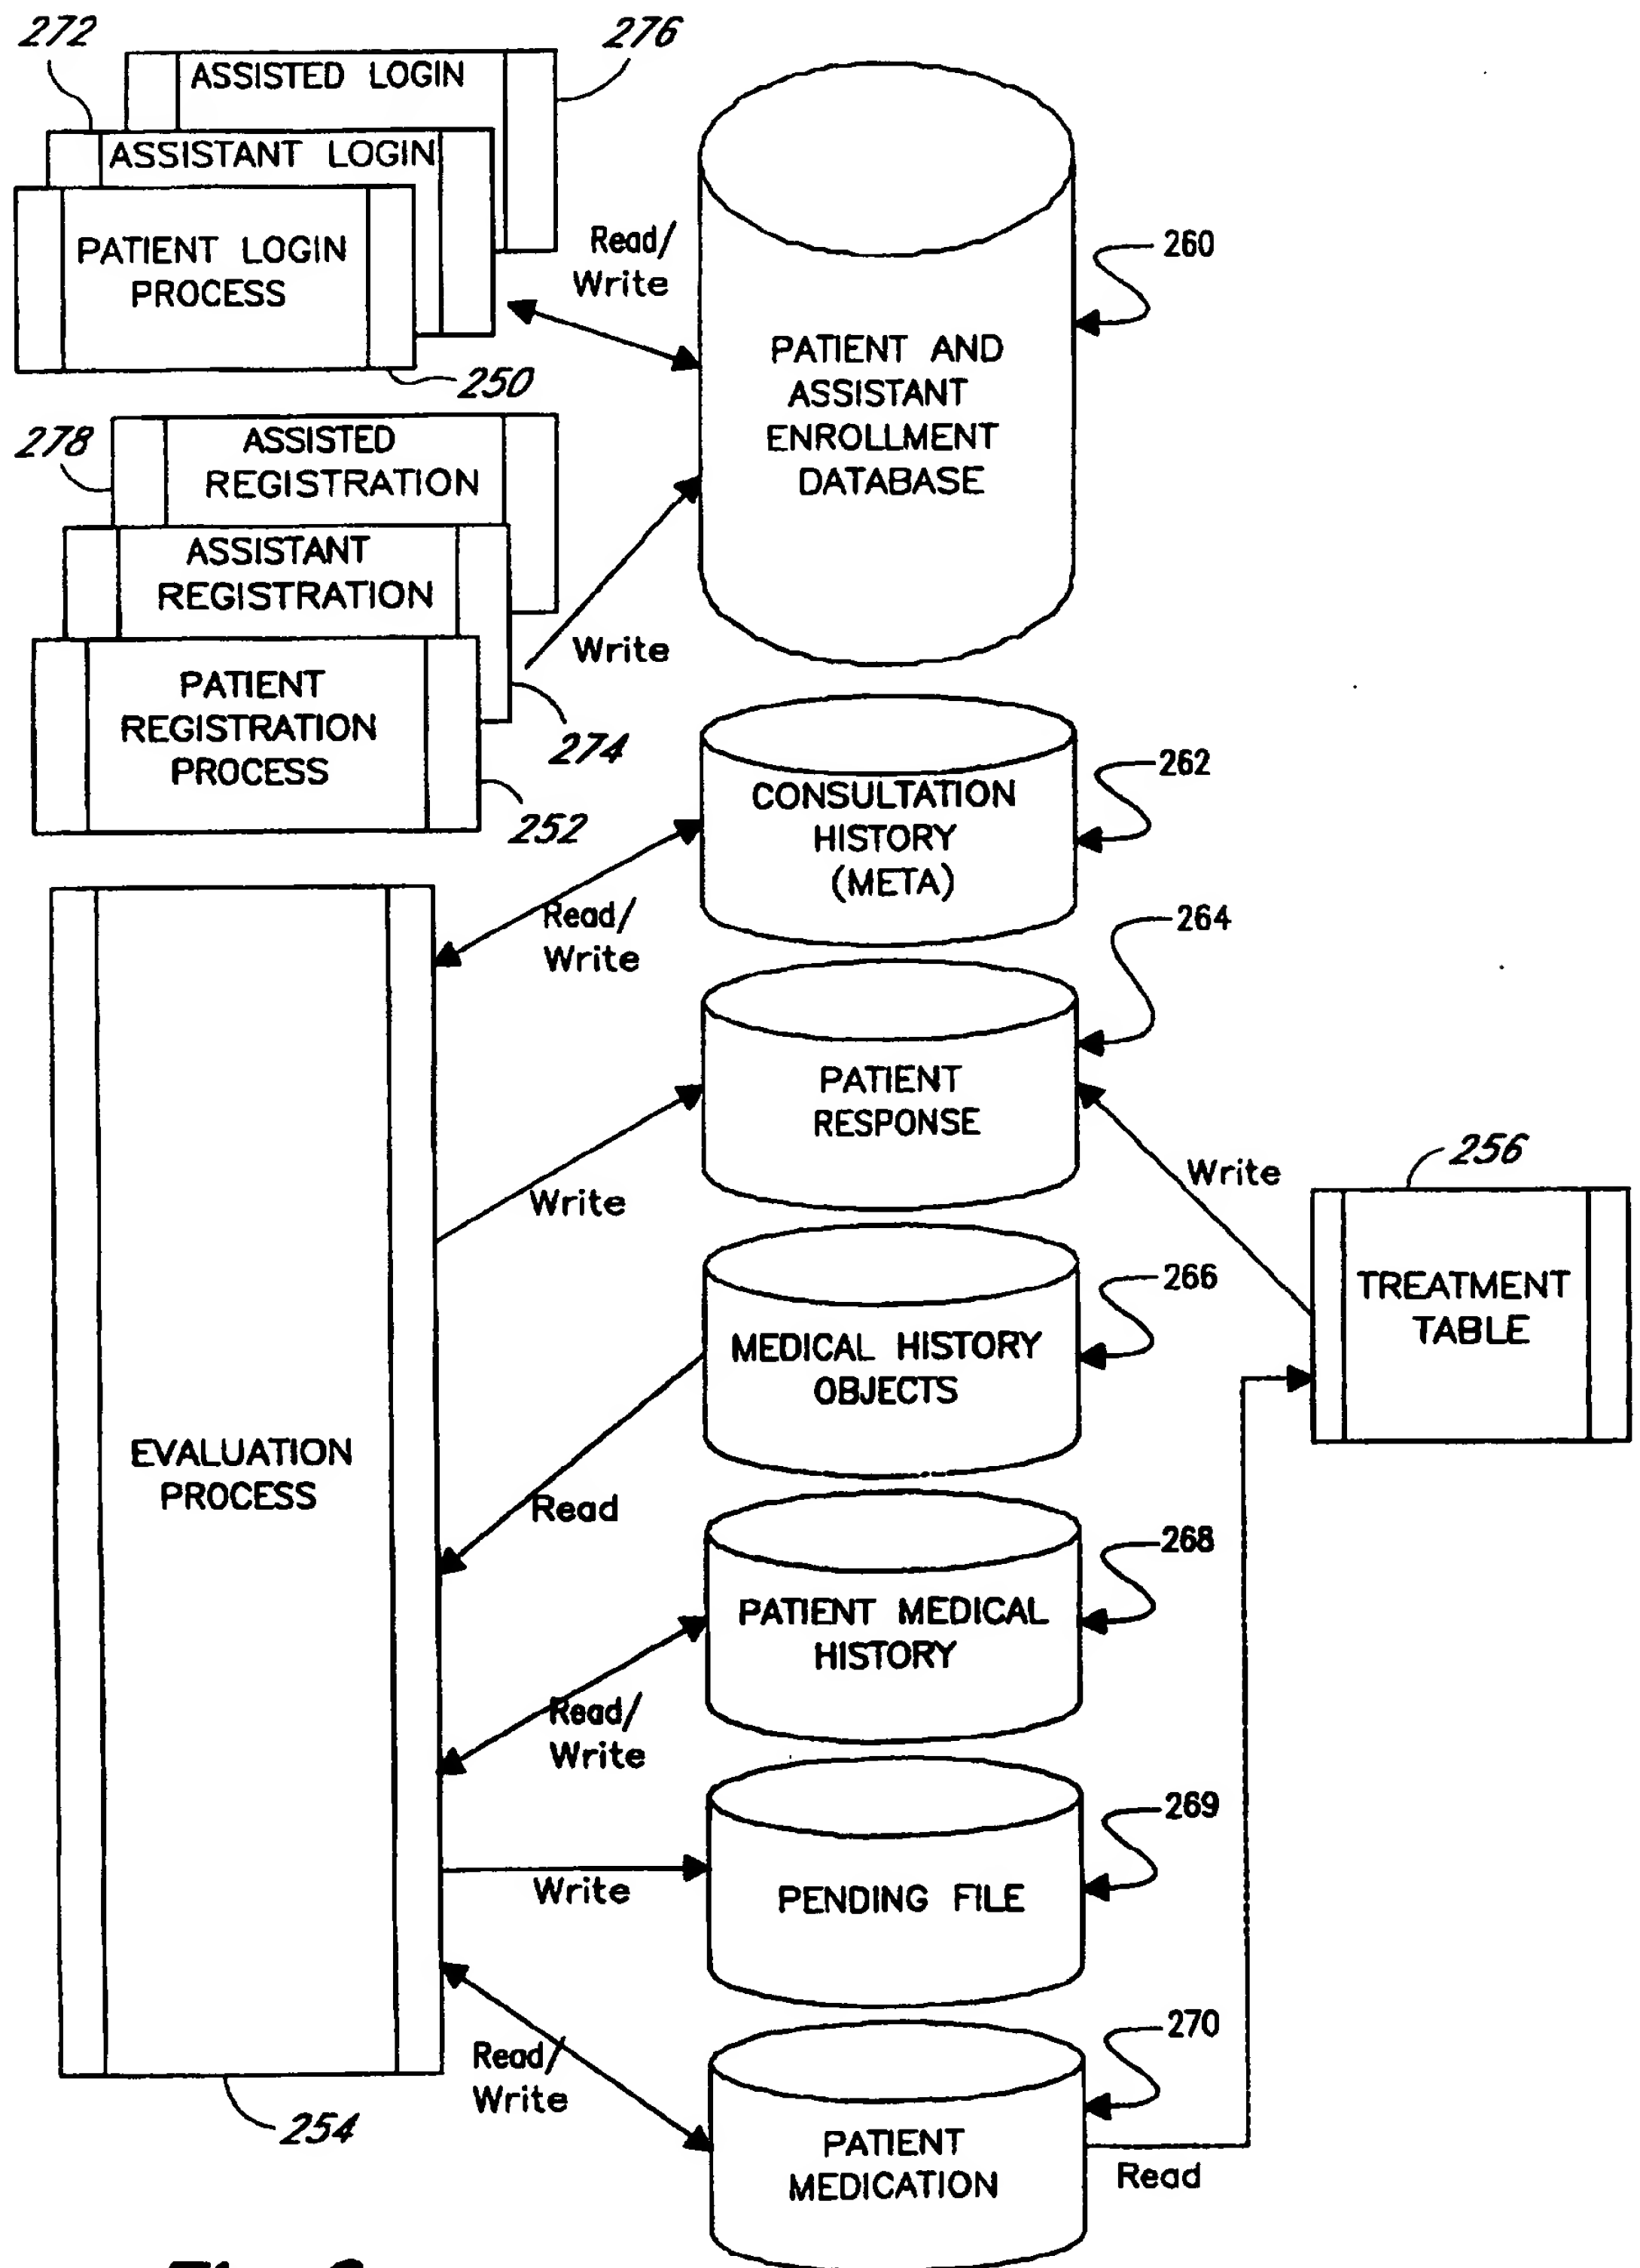 272
276
ASSISTED LOGIN
ASSISTANT LOGIN
PATIENT LOGIN
PROCESS
250
Read/
Write
260
PATIENT AND
ASSISTANT
ENROLLMENT
DATABASE
278
ASSISTED
REGISTRATION
ASSISTANT
REGISTRATION
PATIENT
REGISTRATION
PROCESS
274
252
Write
CONSULTATION
HISTORY
(META)
262
Read/
Write
264
PATIENT
RESPONSE
Write
Write
256
TREATMENT
TABLE
266
MEDICAL HISTORY
OBJECTS
EVALUATION
PROCESS
Read
268
PATIENT MEDICAL
HISTORY
Read/
Write
269
PENDING FILE
Write
270
Read/
Write
PATIENT
MEDICATION
Read
254